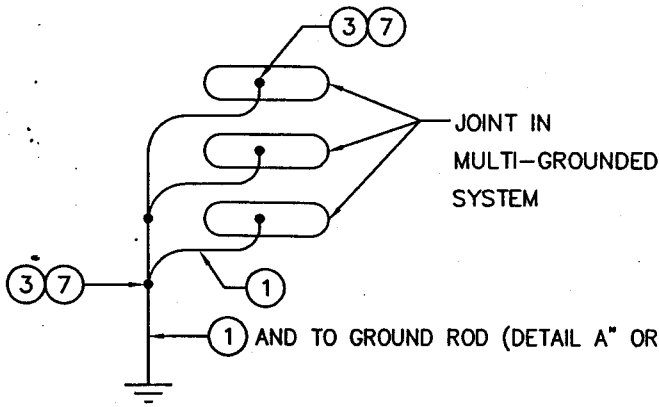 3 7
JOINT IN
MULTI-GROUNDED
SYSTEM
3 7
1
1 AND TO GROUND ROD (DETAIL A" OR